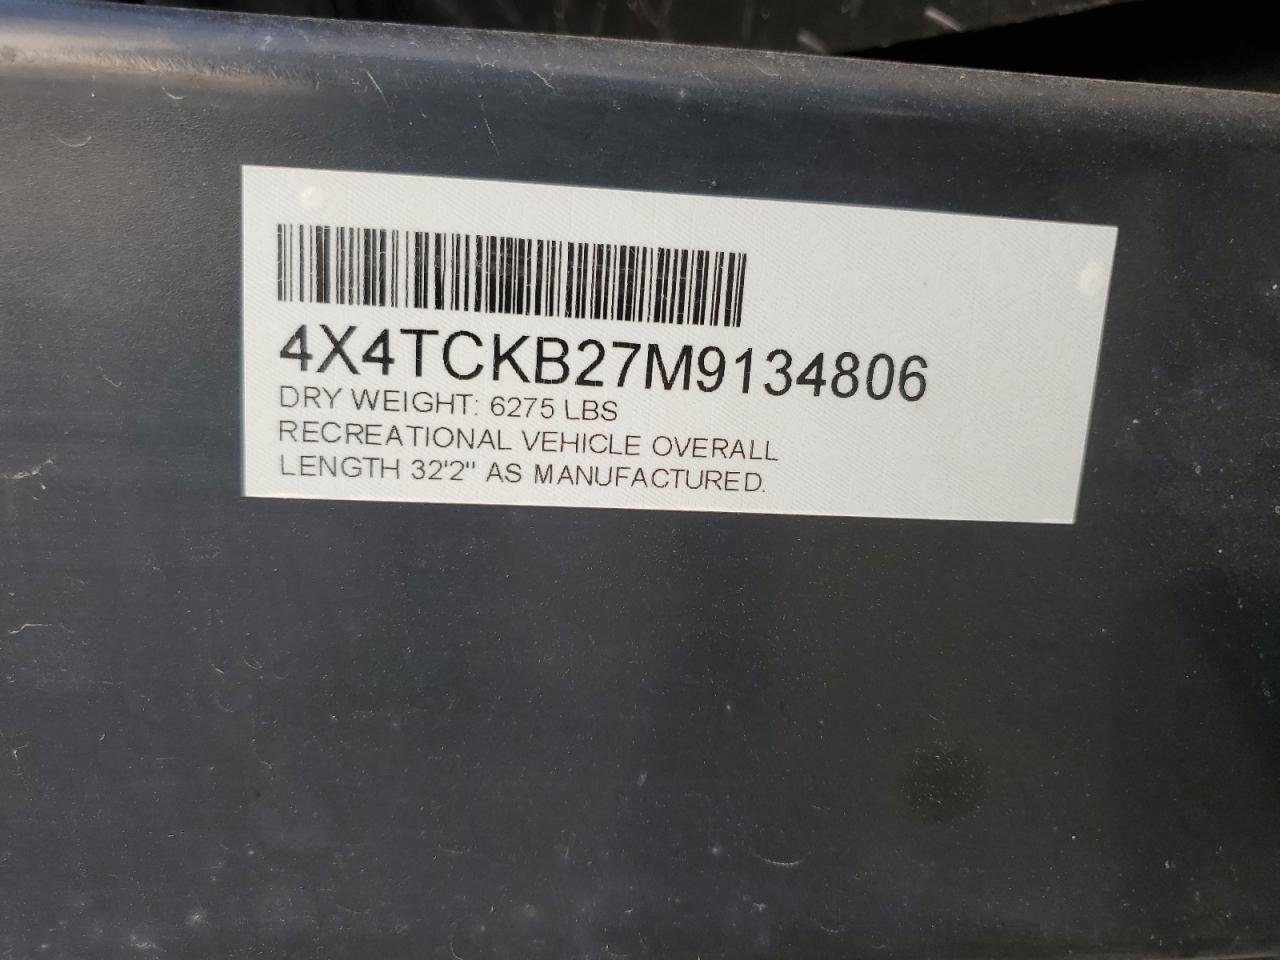 4X4TCKB27M9134806
DRY WEIGHT: 6275 LBS
RECREATIONAL VEHICLE OVERALL
LENGTH 32'2" AS MANUFACTURED.